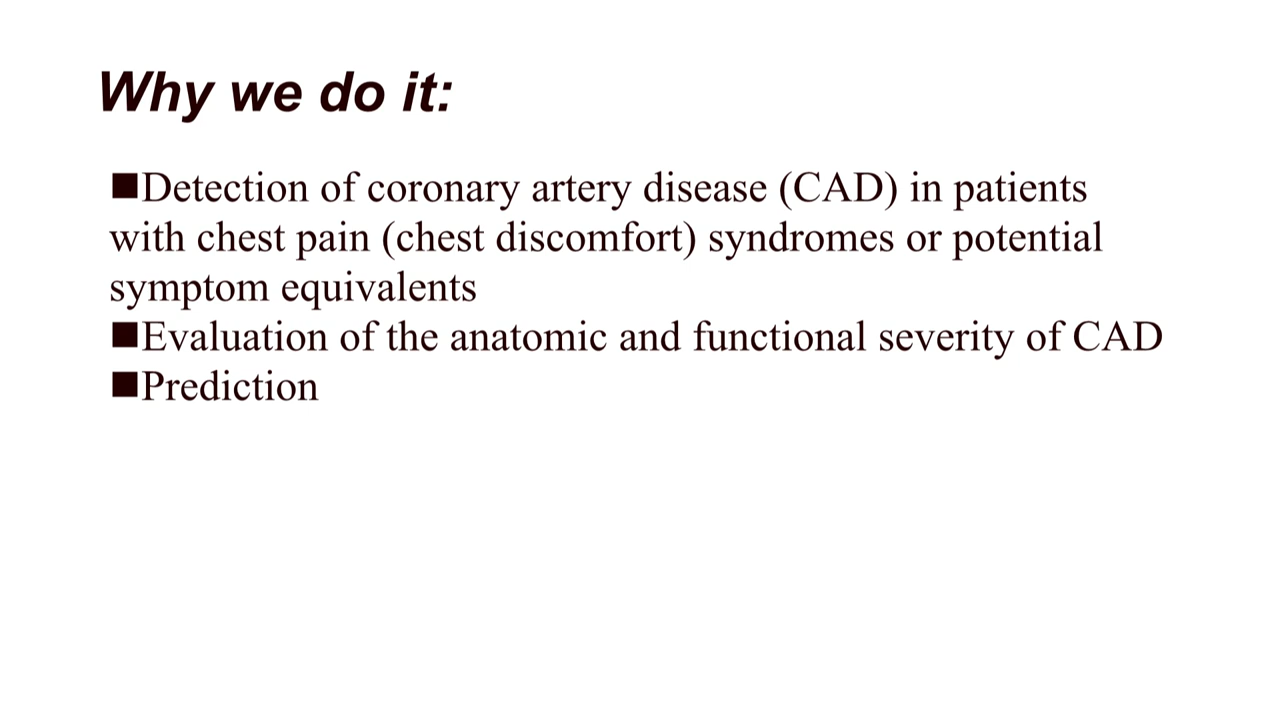 Why we do it:
■Detection of coronary artery disease (CAD) in patients
with chest pain (chest discomfort) syndromes or potential
symptom equivalents
■Evaluation of the anatomic and functional severity of CAD
■Prediction